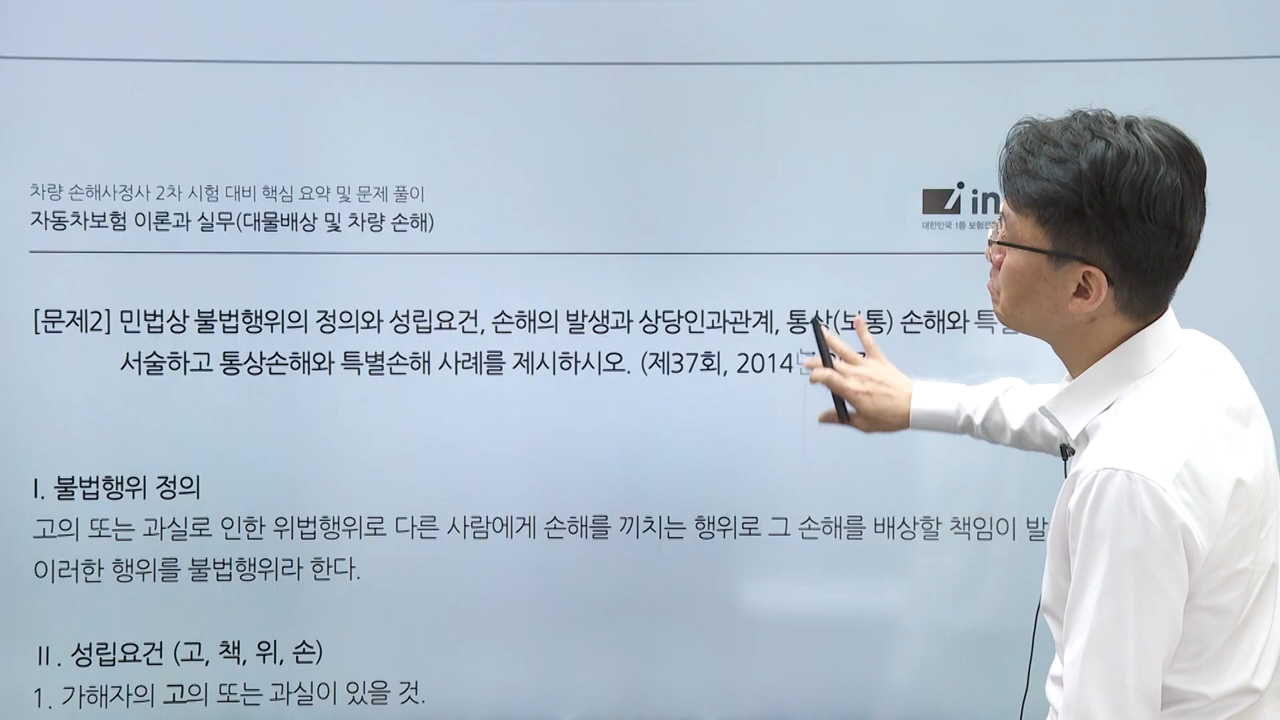 차량 손해사정사 2차 시험 대비 핵심 요약 및 문제 풀이
자동차보험 이론과 실무(대물배상 및 차량 손해)
in
대한민국 1등
[문제2] 민법상 불법행위의 정의와 성립요건, 손해의 발생과 상당인과관계, 통상(보통) 손해와
서술하고 통상손해와 특별손해 사례를 제시하시오. (제37회, 2014
I. 불법행위 정의
고의 또는 과실로 인한 위법행위로 다른 사람에게 손해를 끼치는 행위로 그 손해를 배상할 책임이 발
이러한 행위를 불법행위라 한다.
II. 성립요건 (고, 책, 위, 손)
1. 가해자의 고의 또는 과실이 있을 것.